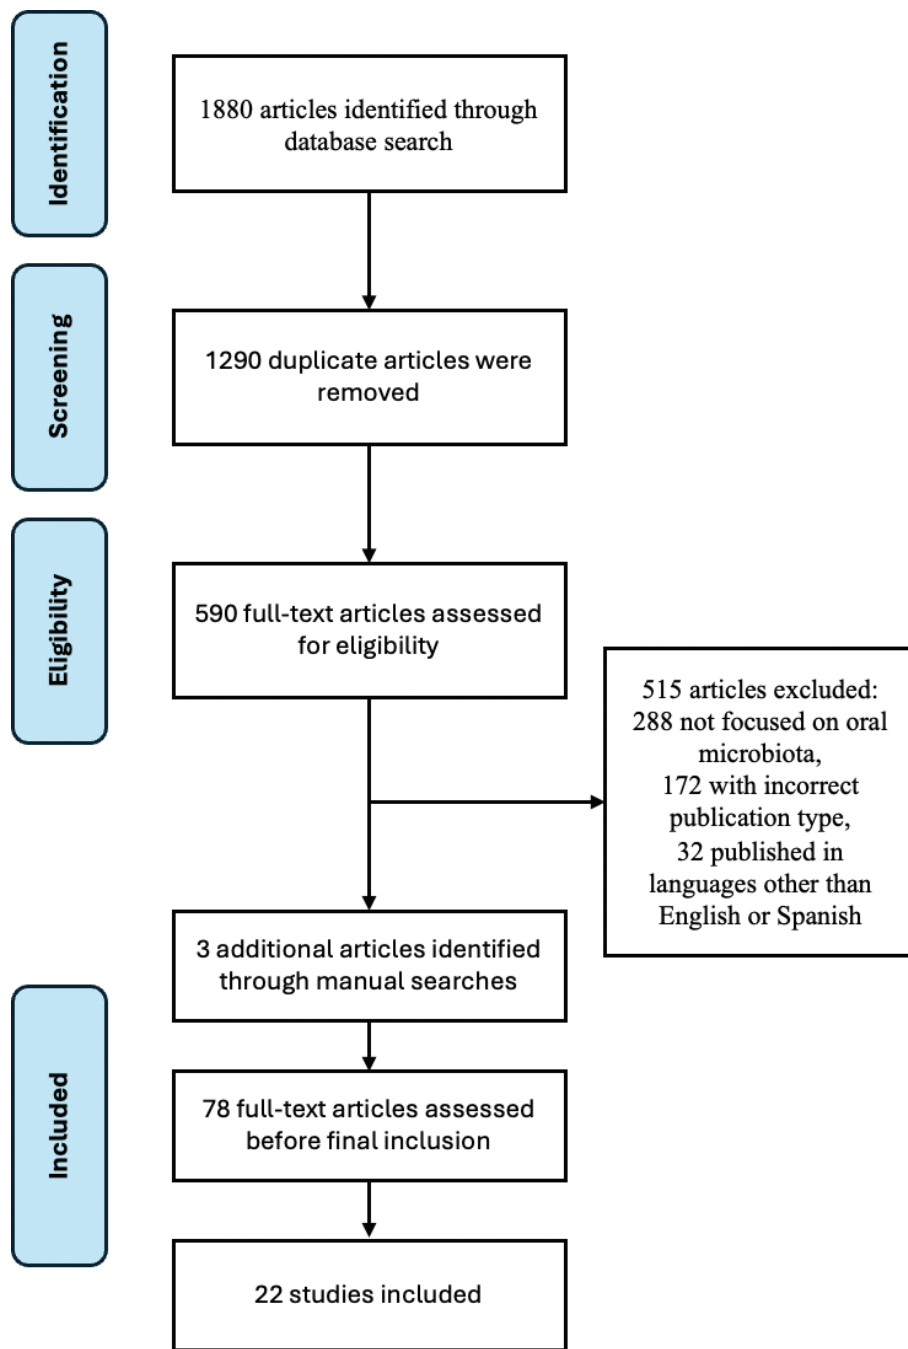 Identification
1880 articles identified through
database search
Screening
1290 duplicate articles were
removed
Eligibility
590 full-text articles assessed
for eligibility
515 articles excluded:
288 not focused on oral
microbiota,
172 with incorrect
publication type,
32 published in
languages other than
English or Spanish
3 additional articles identified
through manual searches
Included
78 full-text articles assessed
before final inclusion
22 studies included